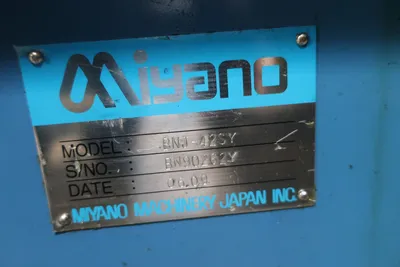 Miyano
MODEL : BNJ-42SY
S/NO. :
DATE :
MIYANO MACHINERY JAPAN INC.